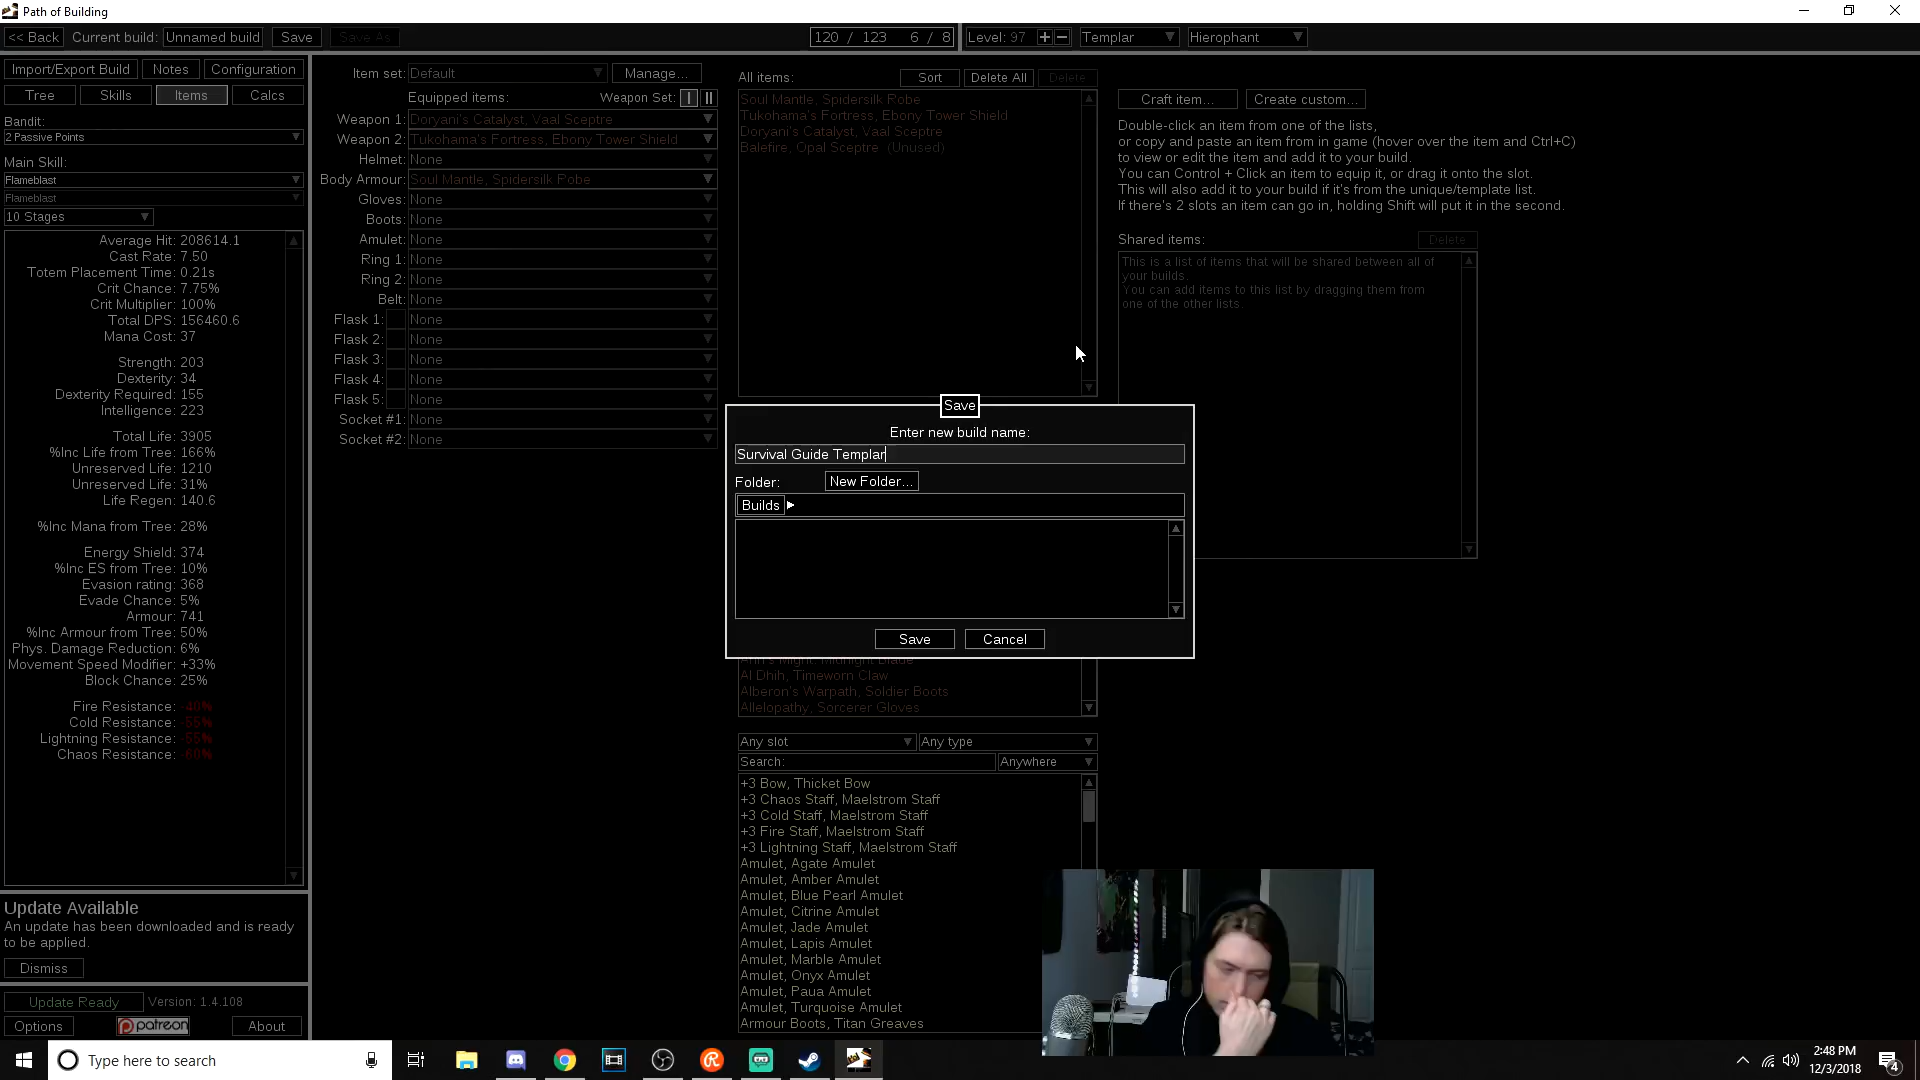 Path of Building
<< Back
Current build: Unnamed build
Save
Save As
120 / 123 6 / 8
Level: 97
+
−
Templar
Hierophant
Import/Export Build
Notes
Configuration
Tree
Skills
Items
Calcs
Bandit:
2 Passive Points
Main Skill:
Flameblast
Flameblast
10 Stages
Average Hit: 208614.1
Cast Rate: 7.50
Totem Placement Time: 0.21s
Crit Chance: 7.75%
Crit Multiplier: 100%
Total DPS: 156460.6
Mana Cost: 37
Strength: 203
Dexterity: 34
Dexterity Required: 155
Intelligence: 223
Total Life: 3905
%Inc Life from Tree: 166%
Unreserved Life: 1210
Unreserved Life: 31%
Life Regen: 140.6
%Inc Mana from Tree: 28%
Energy Shield: 374
%Inc ES from Tree: 10%
Evasion rating: 368
Evade Chance: 5%
Armour: 741
%Inc Armour from Tree: 50%
Phys. Damage Reduction: 6%
Movement Speed Modifier: +33%
Block Chance: 25%
Fire Resistance: -40%
Cold Resistance: -55%
Lightning Resistance: -55%
Chaos Resistance: -60%
Update Available
An update has been downloaded and is ready
to be applied.
Dismiss
Update Ready
Version: 1.4.108
Options
patreon
About
Item set: Default
Manage...
Equipped items:
Weapon Set: I II
Weapon 1: Doryani's Catalyst, Vaal Sceptre
Weapon 2: Tukohama's Fortress, Ebony Tower Shield
Helmet: None
Body Armour: Soul Mantle, Spidersilk Robe
Gloves: None
Boots: None
Amulet: None
Ring 1: None
Ring 2: None
Belt: None
Flask 1: None
Flask 2: None
Flask 3: None
Flask 4: None
Flask 5: None
Socket #1: None
Socket #2: None
All items:
Sort
Delete All
Delete
Soul Mantle, Spidersilk Robe
Tukohama's Fortress, Ebony Tower Shield
Doryani's Catalyst, Vaal Sceptre
Balefire, Opal Sceptre (Unused)
Craft item...
Create custom...
Double-click an item from one of the lists,
or copy and paste an item from in game (hover over the item and Ctrl+C)
to view or edit the item and add it to your build.
You can Control + Click an item to equip it, or drag it onto the slot.
This will also add it to your build if it's from the unique/template list.
If there's 2 slots an item can go in, holding Shift will put it in the second.
Shared items:
Delete
This is a list of items that will be shared between all of
your builds.
You can add items to this list by dragging them from
one of the other lists.
Save
Enter new build name:
Survival Guide Templar
Folder:
New Folder...
Builds
Save
Cancel
Ahn's Might, Midnight Blade
Al Dhih, Timeworn Claw
Alberon's Warpath, Soldier Boots
Allelopathy, Sorcerer Gloves
Any slot
Any type
Search:
Anywhere
+3 Bow, Thicket Bow
+3 Chaos Staff, Maelstrom Staff
+3 Cold Staff, Maelstrom Staff
+3 Fire Staff, Maelstrom Staff
+3 Lightning Staff, Maelstrom Staff
Amulet, Agate Amulet
Amulet, Amber Amulet
Amulet, Blue Pearl Amulet
Amulet, Citrine Amulet
Amulet, Jade Amulet
Amulet, Lapis Amulet
Amulet, Marble Amulet
Amulet, Onyx Amulet
Amulet, Paua Amulet
Amulet, Turquoise Amulet
Armour Boots, Titan Greaves
Type here to search
2:48 PM
12/3/2018
4